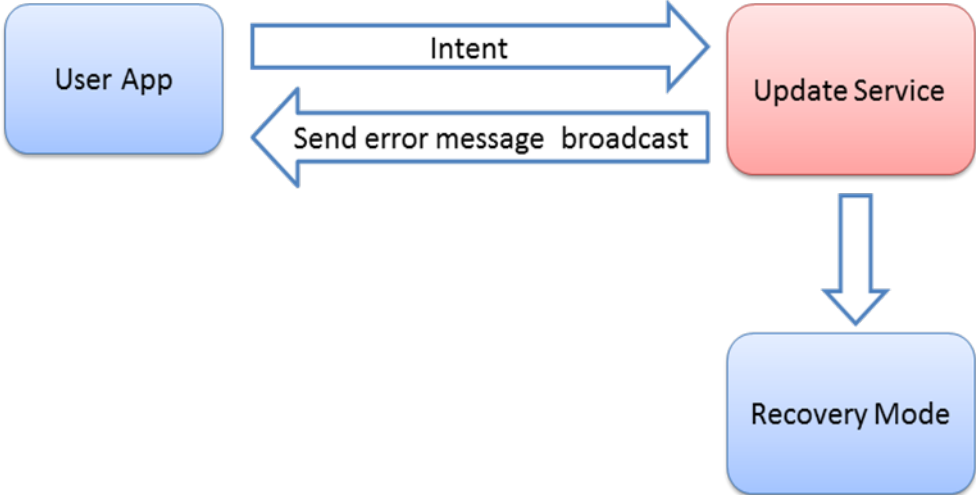 User App
Intent
Update Service
Send error message broadcast
Recovery Mode